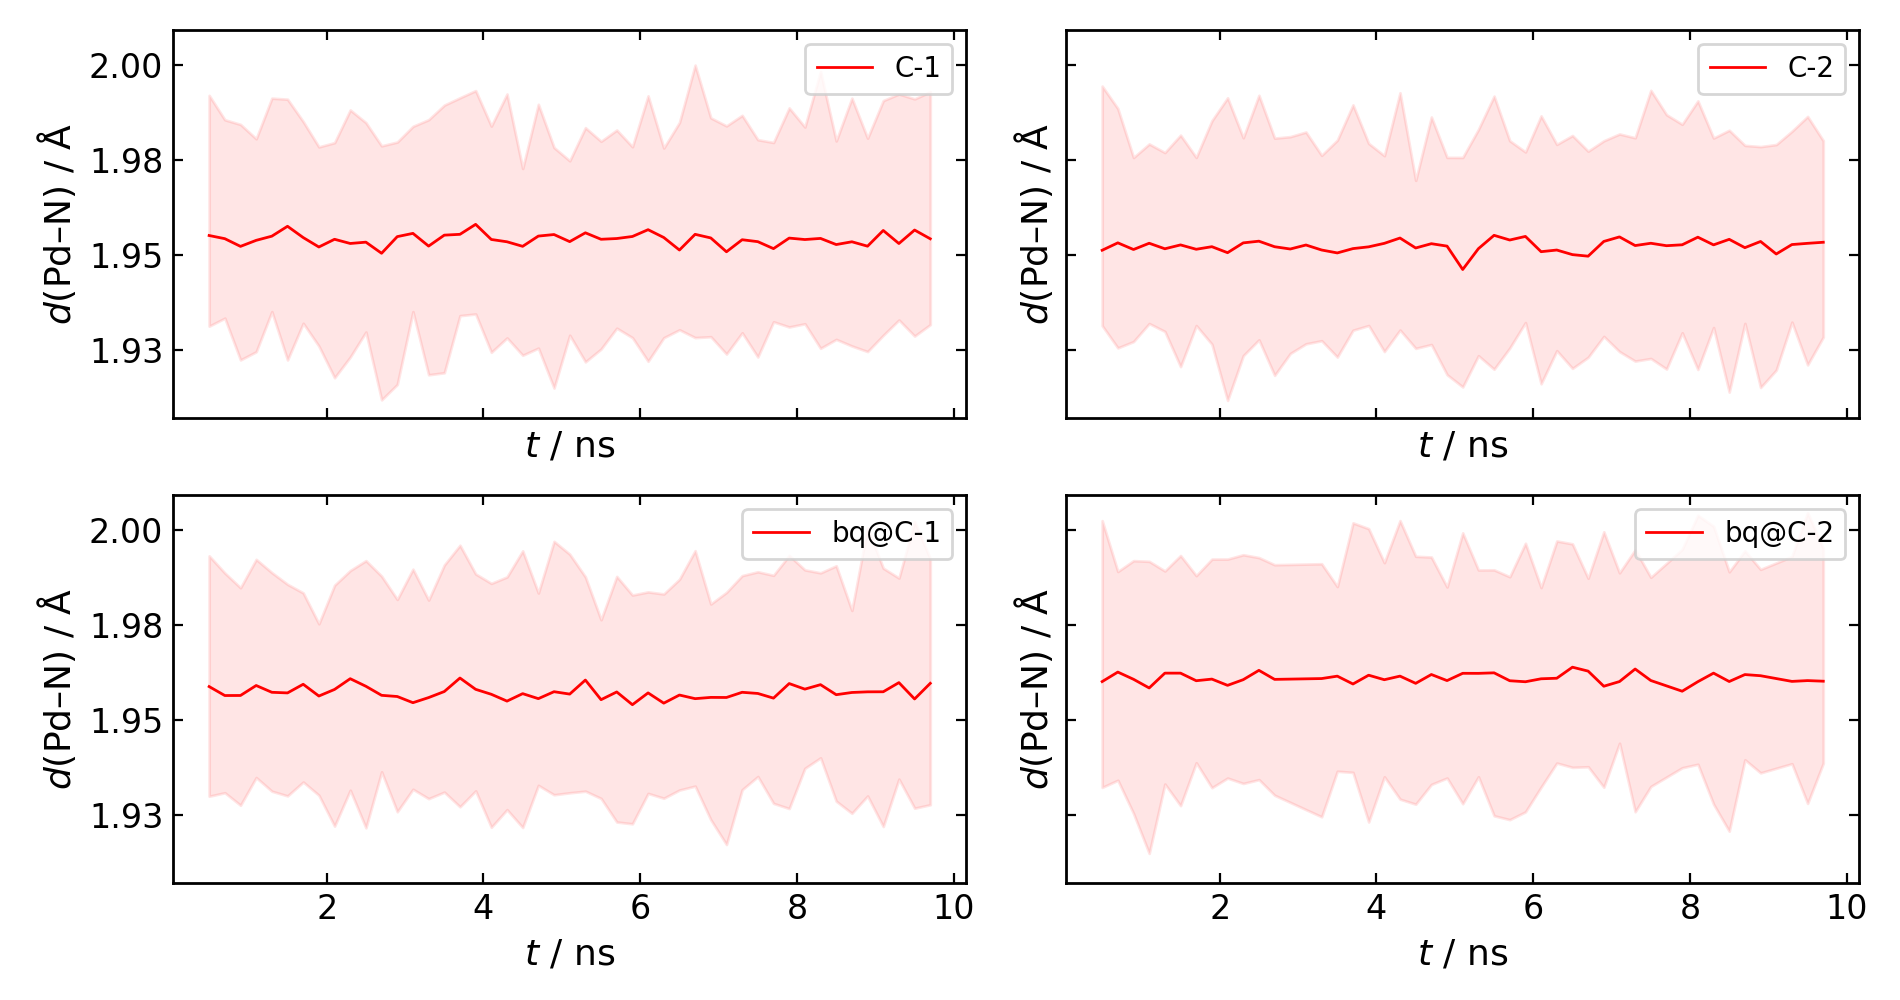 C-1
2.00
1.98
1.95
1.93
d(Pd–N) / Å
t / ns
C-2
d(Pd–N) / Å
t / ns
bq@C-1
2.00
1.98
1.95
1.93
d(Pd–N) / Å
2 4 6 8 10
t / ns
bq@C-2
d(Pd–N) / Å
2 4 6 8 10
t / ns